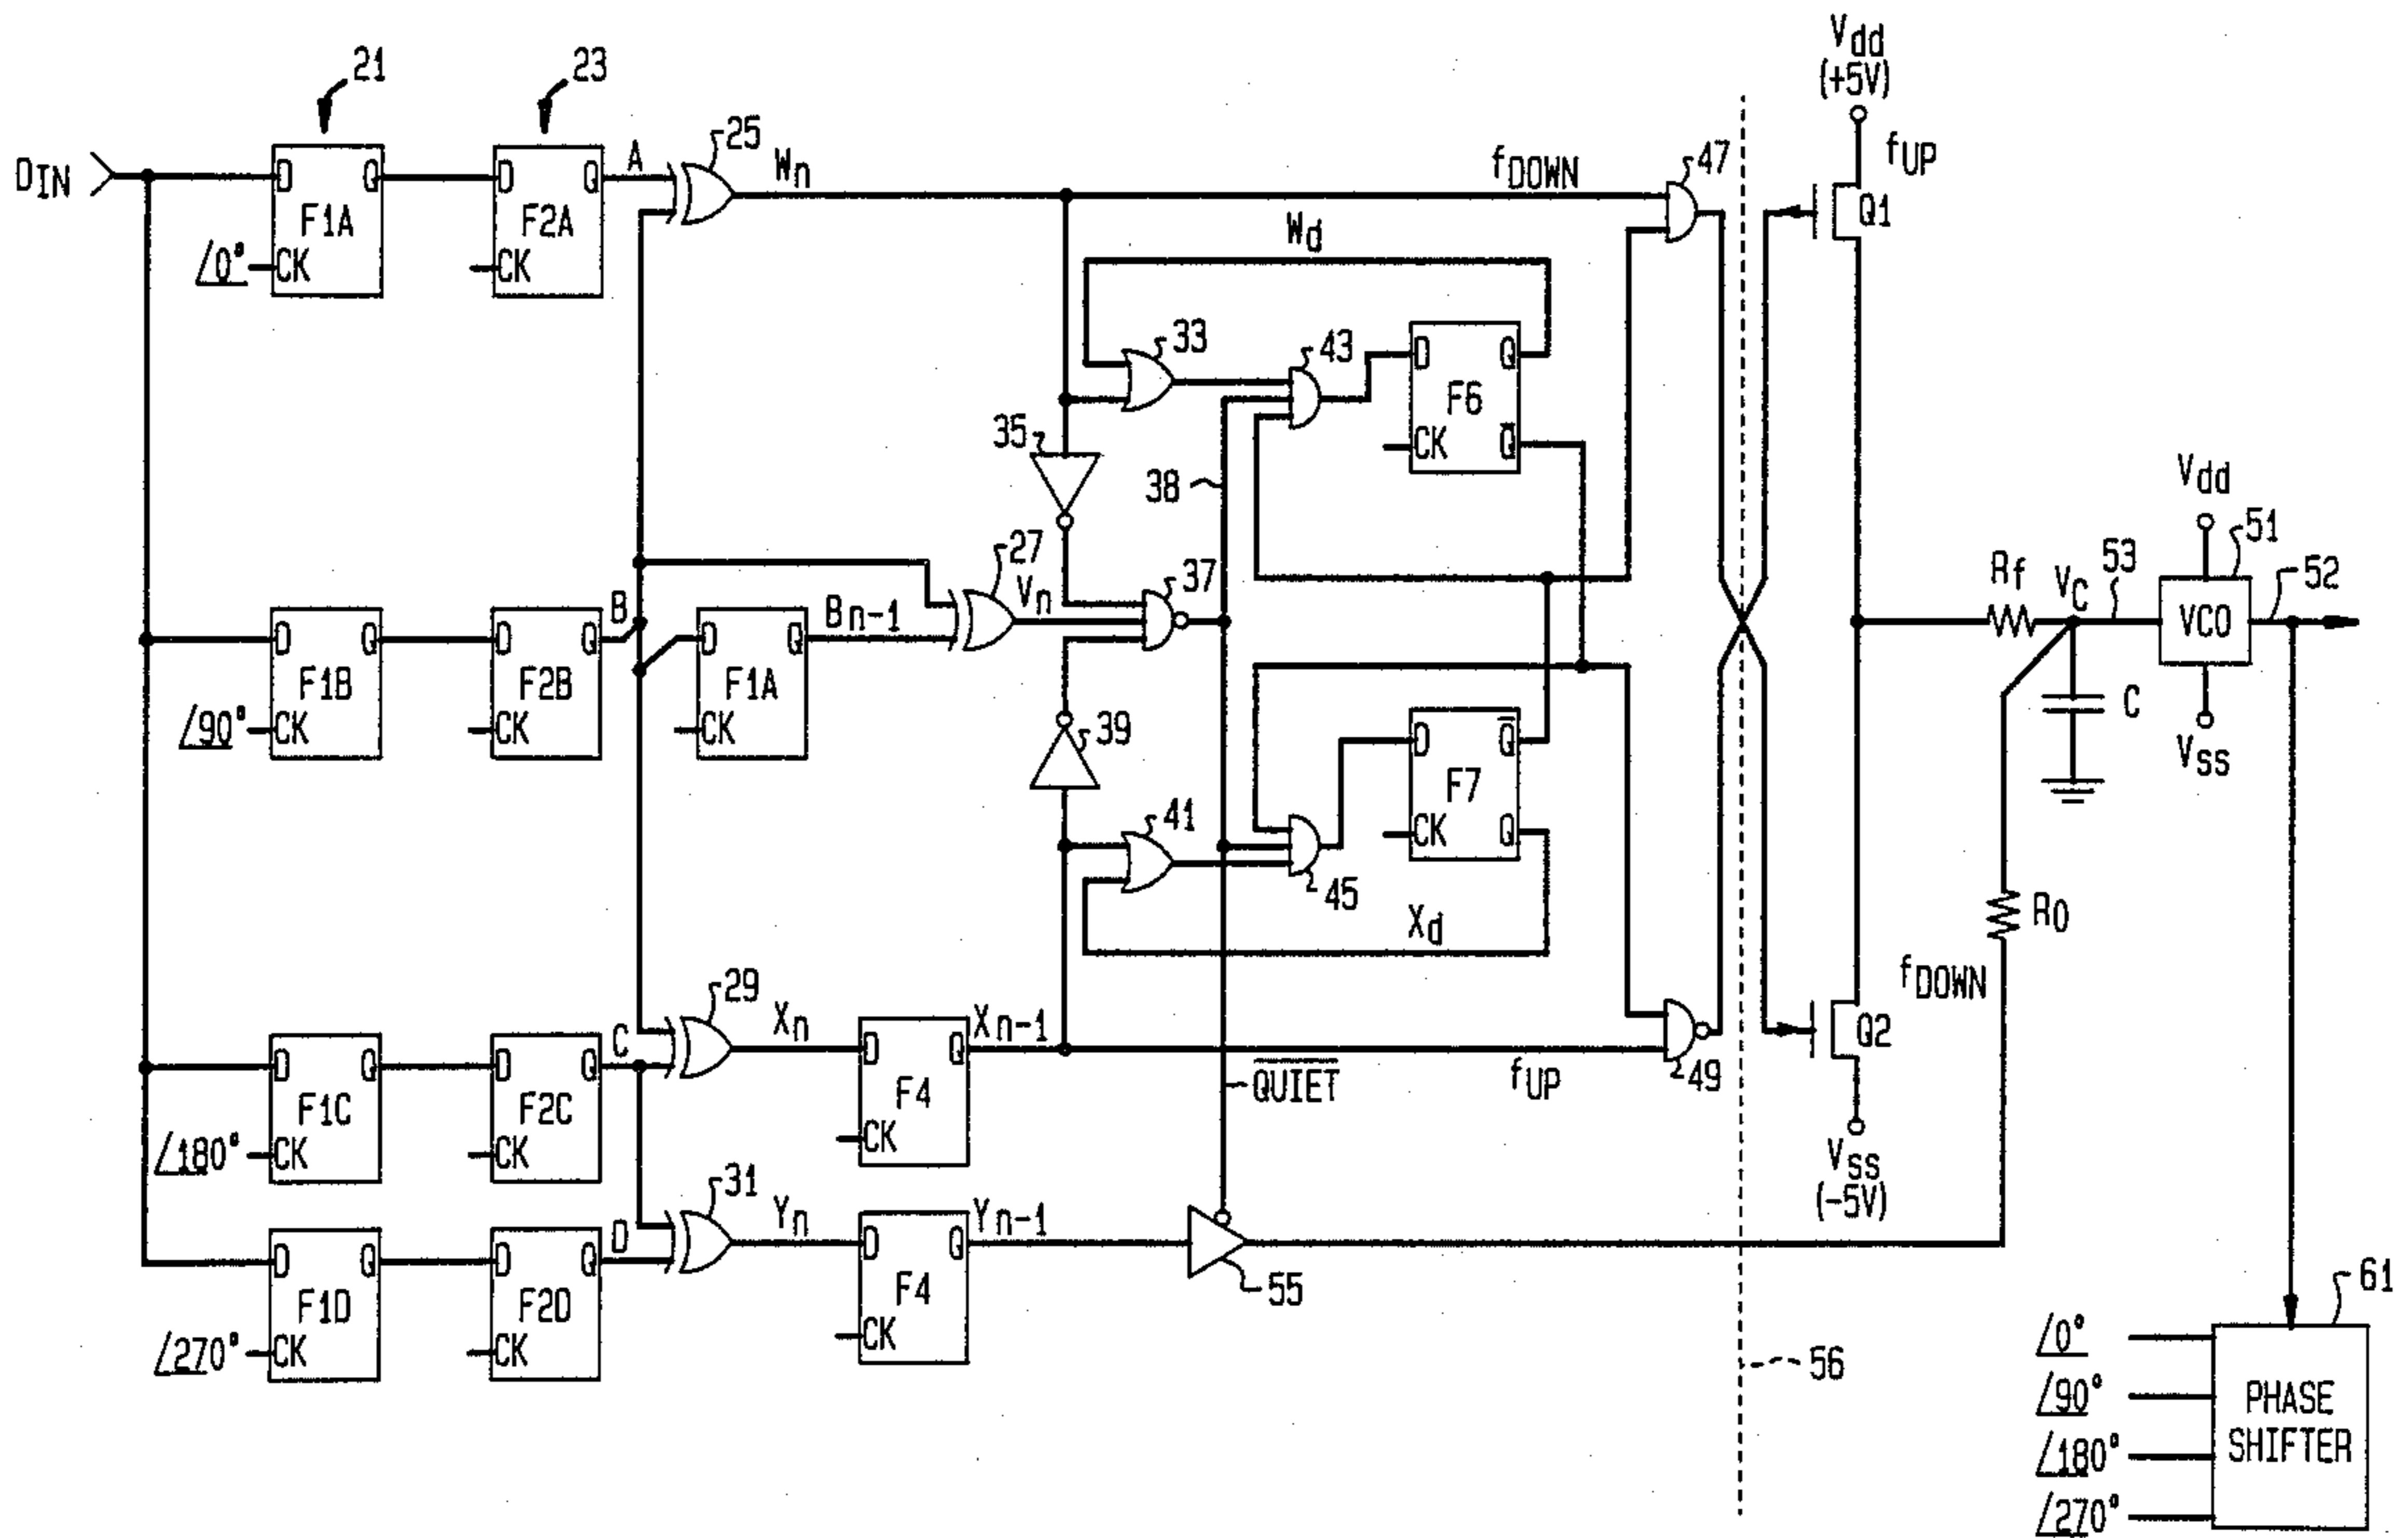 21
23
Vdd
(+5V)
DIN
D Q
F1A
/0°
CK
D Q
F2A
CK
A
25
Wn
fDOWN
47
fUP
Q1
Wd
33
43
D Q
F6
CK Q̅
35
38
Vdd
51
27
Vn
37
Rf
VC
53
VCO
52
B
D Q
F1B
/90°
CK
D Q
F2B
CK
D Q
F1A
CK
Bn-1
C
Vss
39
D Q̅
F7
CK Q
41
45
Xd
R0
fDOWN
29
Xn
Xn-1
C
D Q
F1C
/180°
CK
D Q
F2C
CK
D Q
F4
CK
Q̅U̅I̅E̅T̅
fUP
49
Q2
Vss
(-5V)
31
Yn
Yn-1
D
D Q
F1D
/270°
CK
D Q
F2D
CK
D Q
F4
CK
55
56
61
/0°
/90°
/180°
/270°
PHASE
SHIFTER